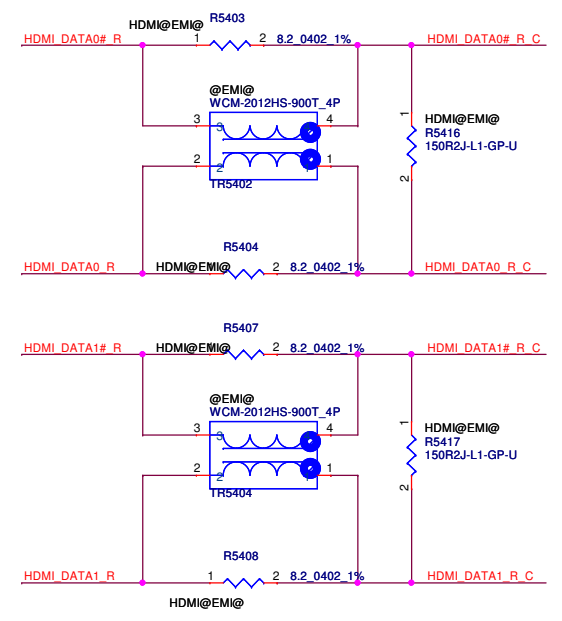 R5403
HDMI@EMI@
HDMI_DATA0#_R
1
2
8.2_0402_1%
HDMI_DATA0#_R_C
@EMI@
WCM-2012HS-900T_4P
3
3
4
1
HDMI@EMI@
R5416
150R2J-L1-GP-U
2
2
2
1
TR5402
R5404
HDMI_DATA0_R
HDMI@EMI@
2
8.2_0402_1%
HDMI_DATA0_R_C
R5407
HDMI_DATA1#_R
HDMI@EMI@
2
8.2_0402_1%
HDMI_DATA1#_R_C
@EMI@
WCM-2012HS-900T_4P
3
3
4
1
HDMI@EMI@
R5417
150R2J-L1-GP-U
2
2
1
2
TR5404
R5408
HDMI_DATA1_R
1
2
8.2_0402_1%
HDMI_DATA1_R_C
HDMI@EMI@